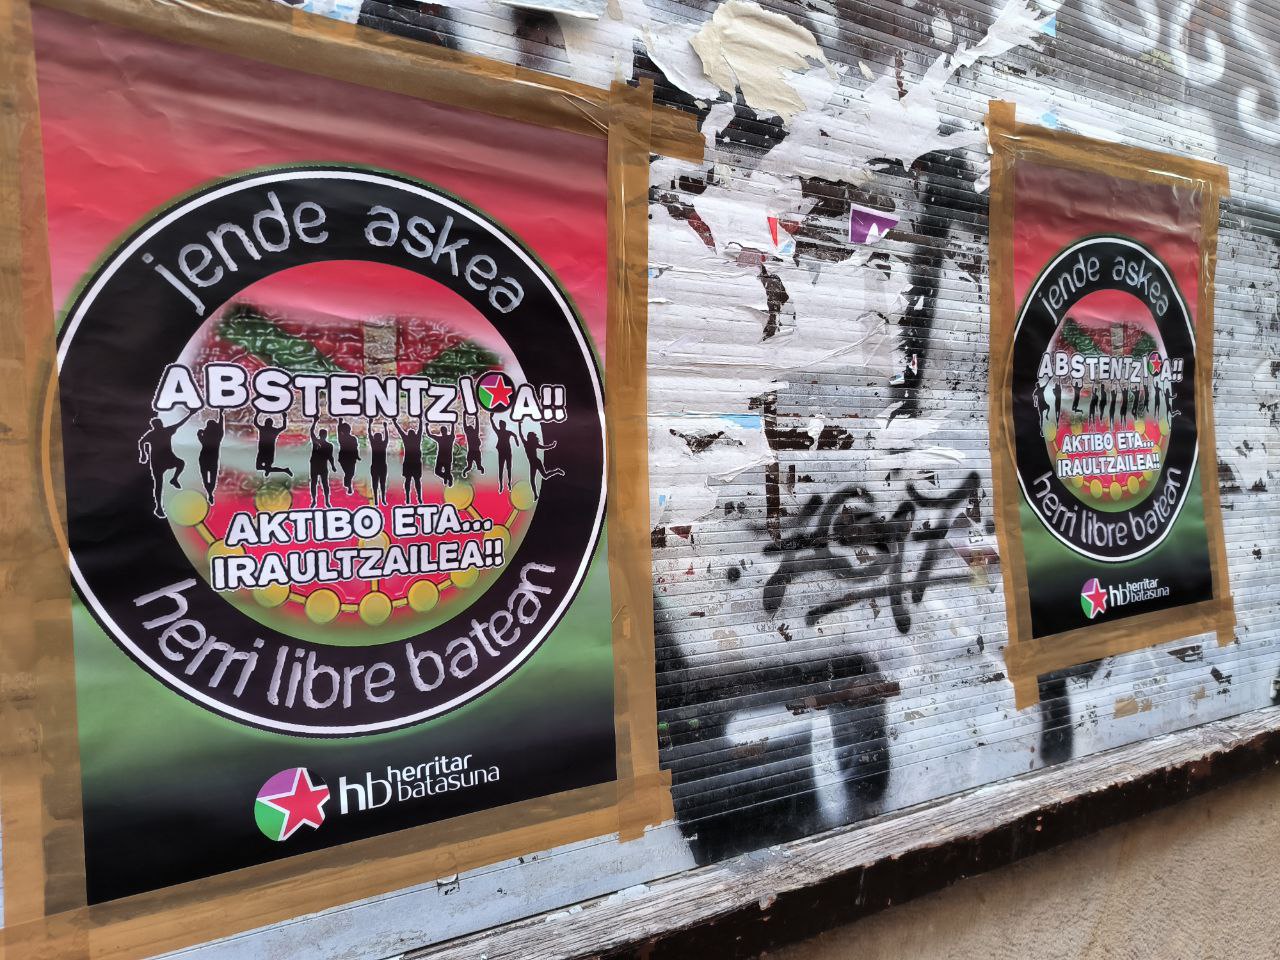 jende askea
ABSTENTZIOA!!
AKTIBO ETA...
IRAULTZAILEA!!
herri libre batean
hb herritar
batasuna
jende askea
ABSTENTZIOA!!
AKTIBO ETA...
IRAULTZAILEA!!
herri libre batean
hb herritar
batasuna